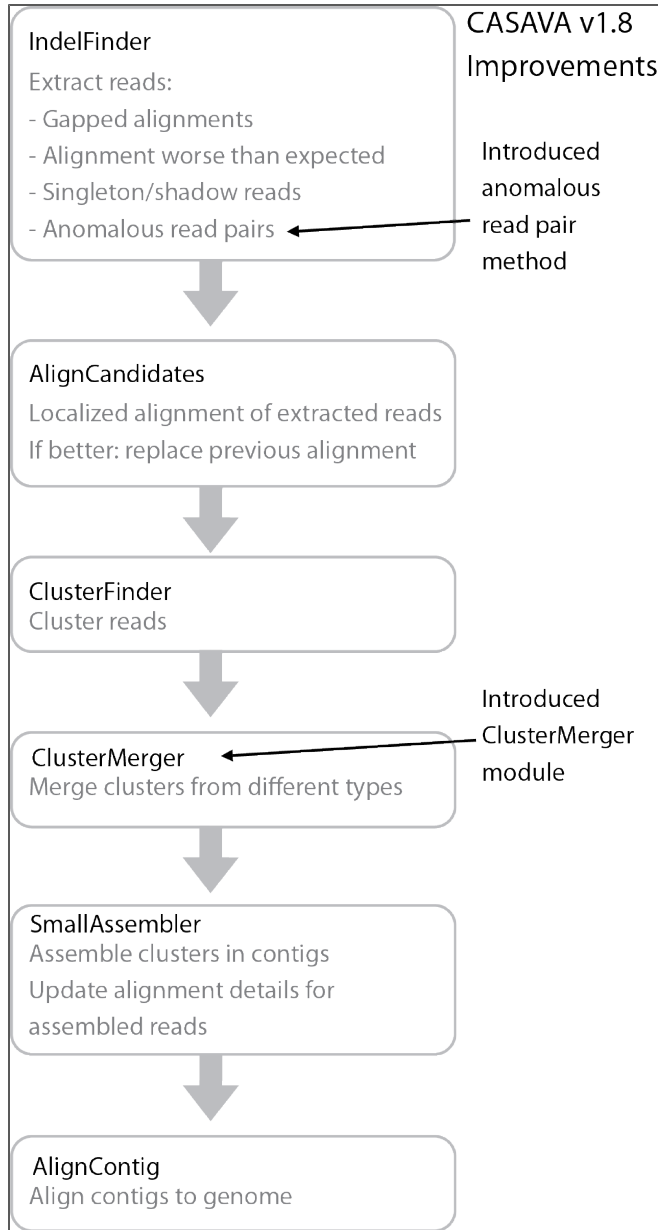 IndelFinder
Extract reads:
- Gapped alignments
- Alignment worse than expected
- Singleton/shadow reads
- Anomalous read pairs
CASAVA v1.8
Improvements
Introduced
anomalous
read pair
method
AlignCandidates
Localized alignment of extracted reads
If better: replace previous alignment
ClusterFinder
Cluster reads
ClusterMerger
Merge clusters from different types
Introduced
ClusterMerger
module
SmallAssembler
Assemble clusters in contigs
Update alignment details for
assembled reads
AlignContig
Align contigs to genome